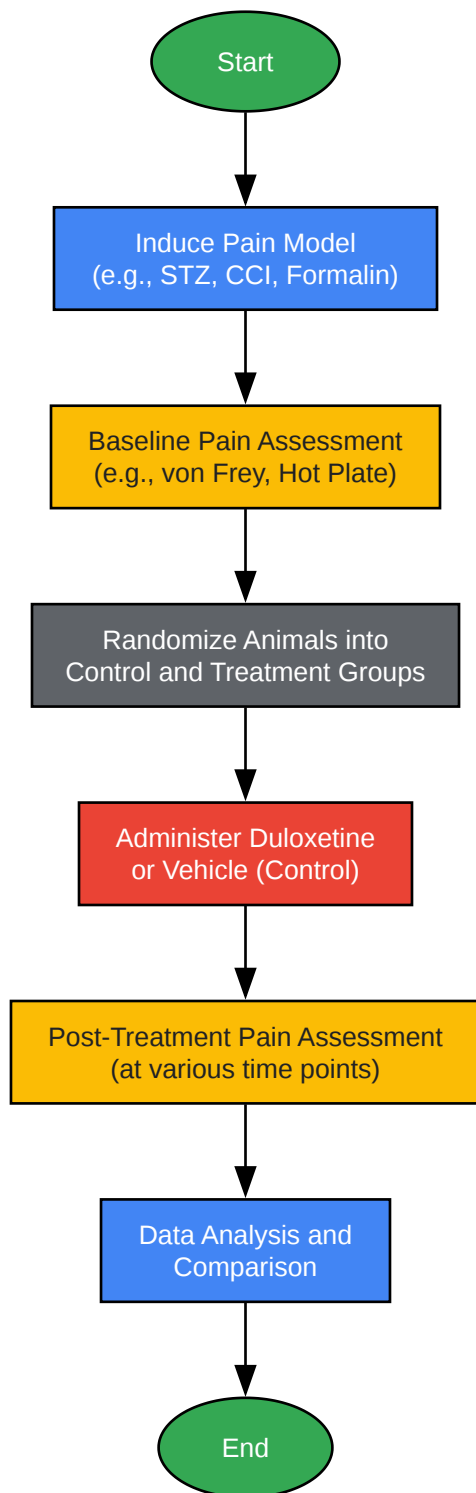 Start
Induce Pain Model
(e.g., STZ, CCI, Formalin)
Baseline Pain Assessment
(e.g., von Frey, Hot Plate)
Randomize Animals into
Control and Treatment Groups
Administer Duloxetine
or Vehicle (Control)
Post-Treatment Pain Assessment
(at various time points)
Data Analysis and
Comparison
End